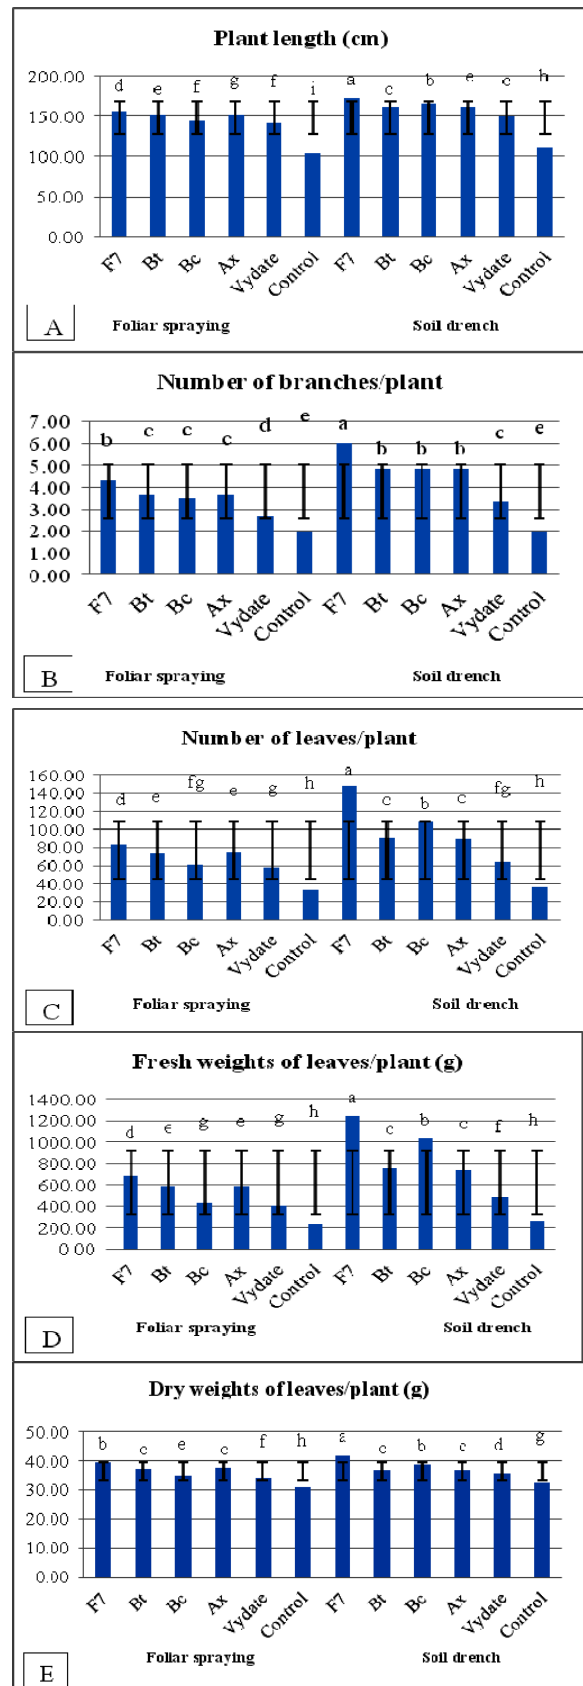 Plant length (cm)
200.00
150.00
100.00
50.00
0.00
d e f g f i a c b e c h
F7 Bt Bc Ax Vydate Control F7 Bt Bc Ax Vydate Control
Foliar spraying Soil drench
A
Number of branches/plant
7.00
6.00
5.00
4.00
3.00
2.00
1.00
0.00
b c c c d e a b b b c e
F7 Bt Bc Ax Vydate Control F7 Bt Bc Ax Vydate Control
Foliar spraying Soil drench
B
Number of leaves/plant
160.00
140.00
120.00
100.00
80.00
60.00
40.00
20.00
0.00
d e fg e g h a c b c fg h
F7 Bt Bc Ax Vydate Control F7 Bt Bc Ax Vydate Control
Foliar spraying Soil drench
C
Fresh weights of leaves/plant (g)
1400.00
1200.00
1000.00
800.00
600.00
400.00
200.00
0.00
d e g e g h a c b c f h
F7 Bt Bc Ax Vydate Control F7 Bt Bc Ax Vydate Control
Foliar spraying Soil drench
D
Dry weights of leaves/plant (g)
50.00
40.00
30.00
20.00
10.00
0.00
b c e c f h a c b c d g
F7 Bt Bc Ax Vydate Control F7 Bt Bc Ax Vydate Control
Foliar spraying Soil drench
E